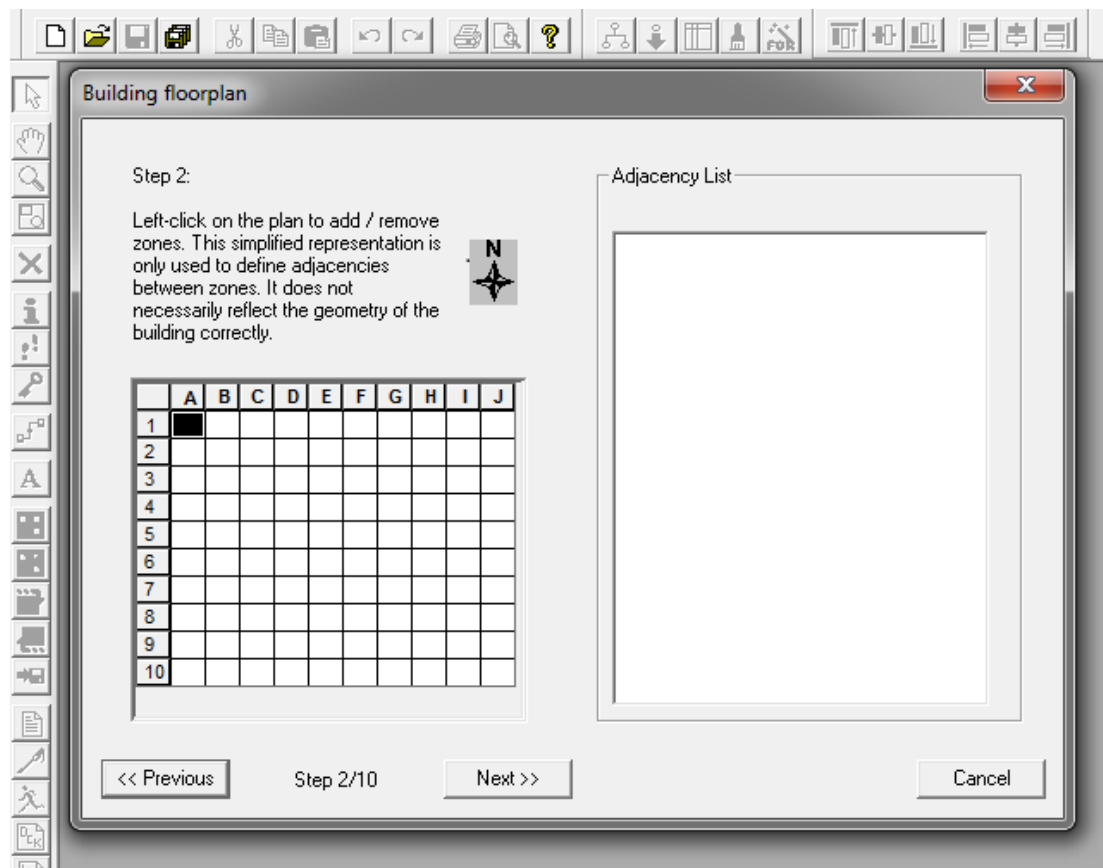 FOR
Building floorplan
Step 2:
Left-click on the plan to add / remove
zones. This simplified representation is
only used to define adjacencies
between zones. It does not
necessarily reflect the geometry of the
building correctly.
N
A B C D E F G H I J
1
2
3
4
5
6
7
8
9
10
Adjacency List
<< Previous
Step 2/10
Next >>
Cancel
A
DCK